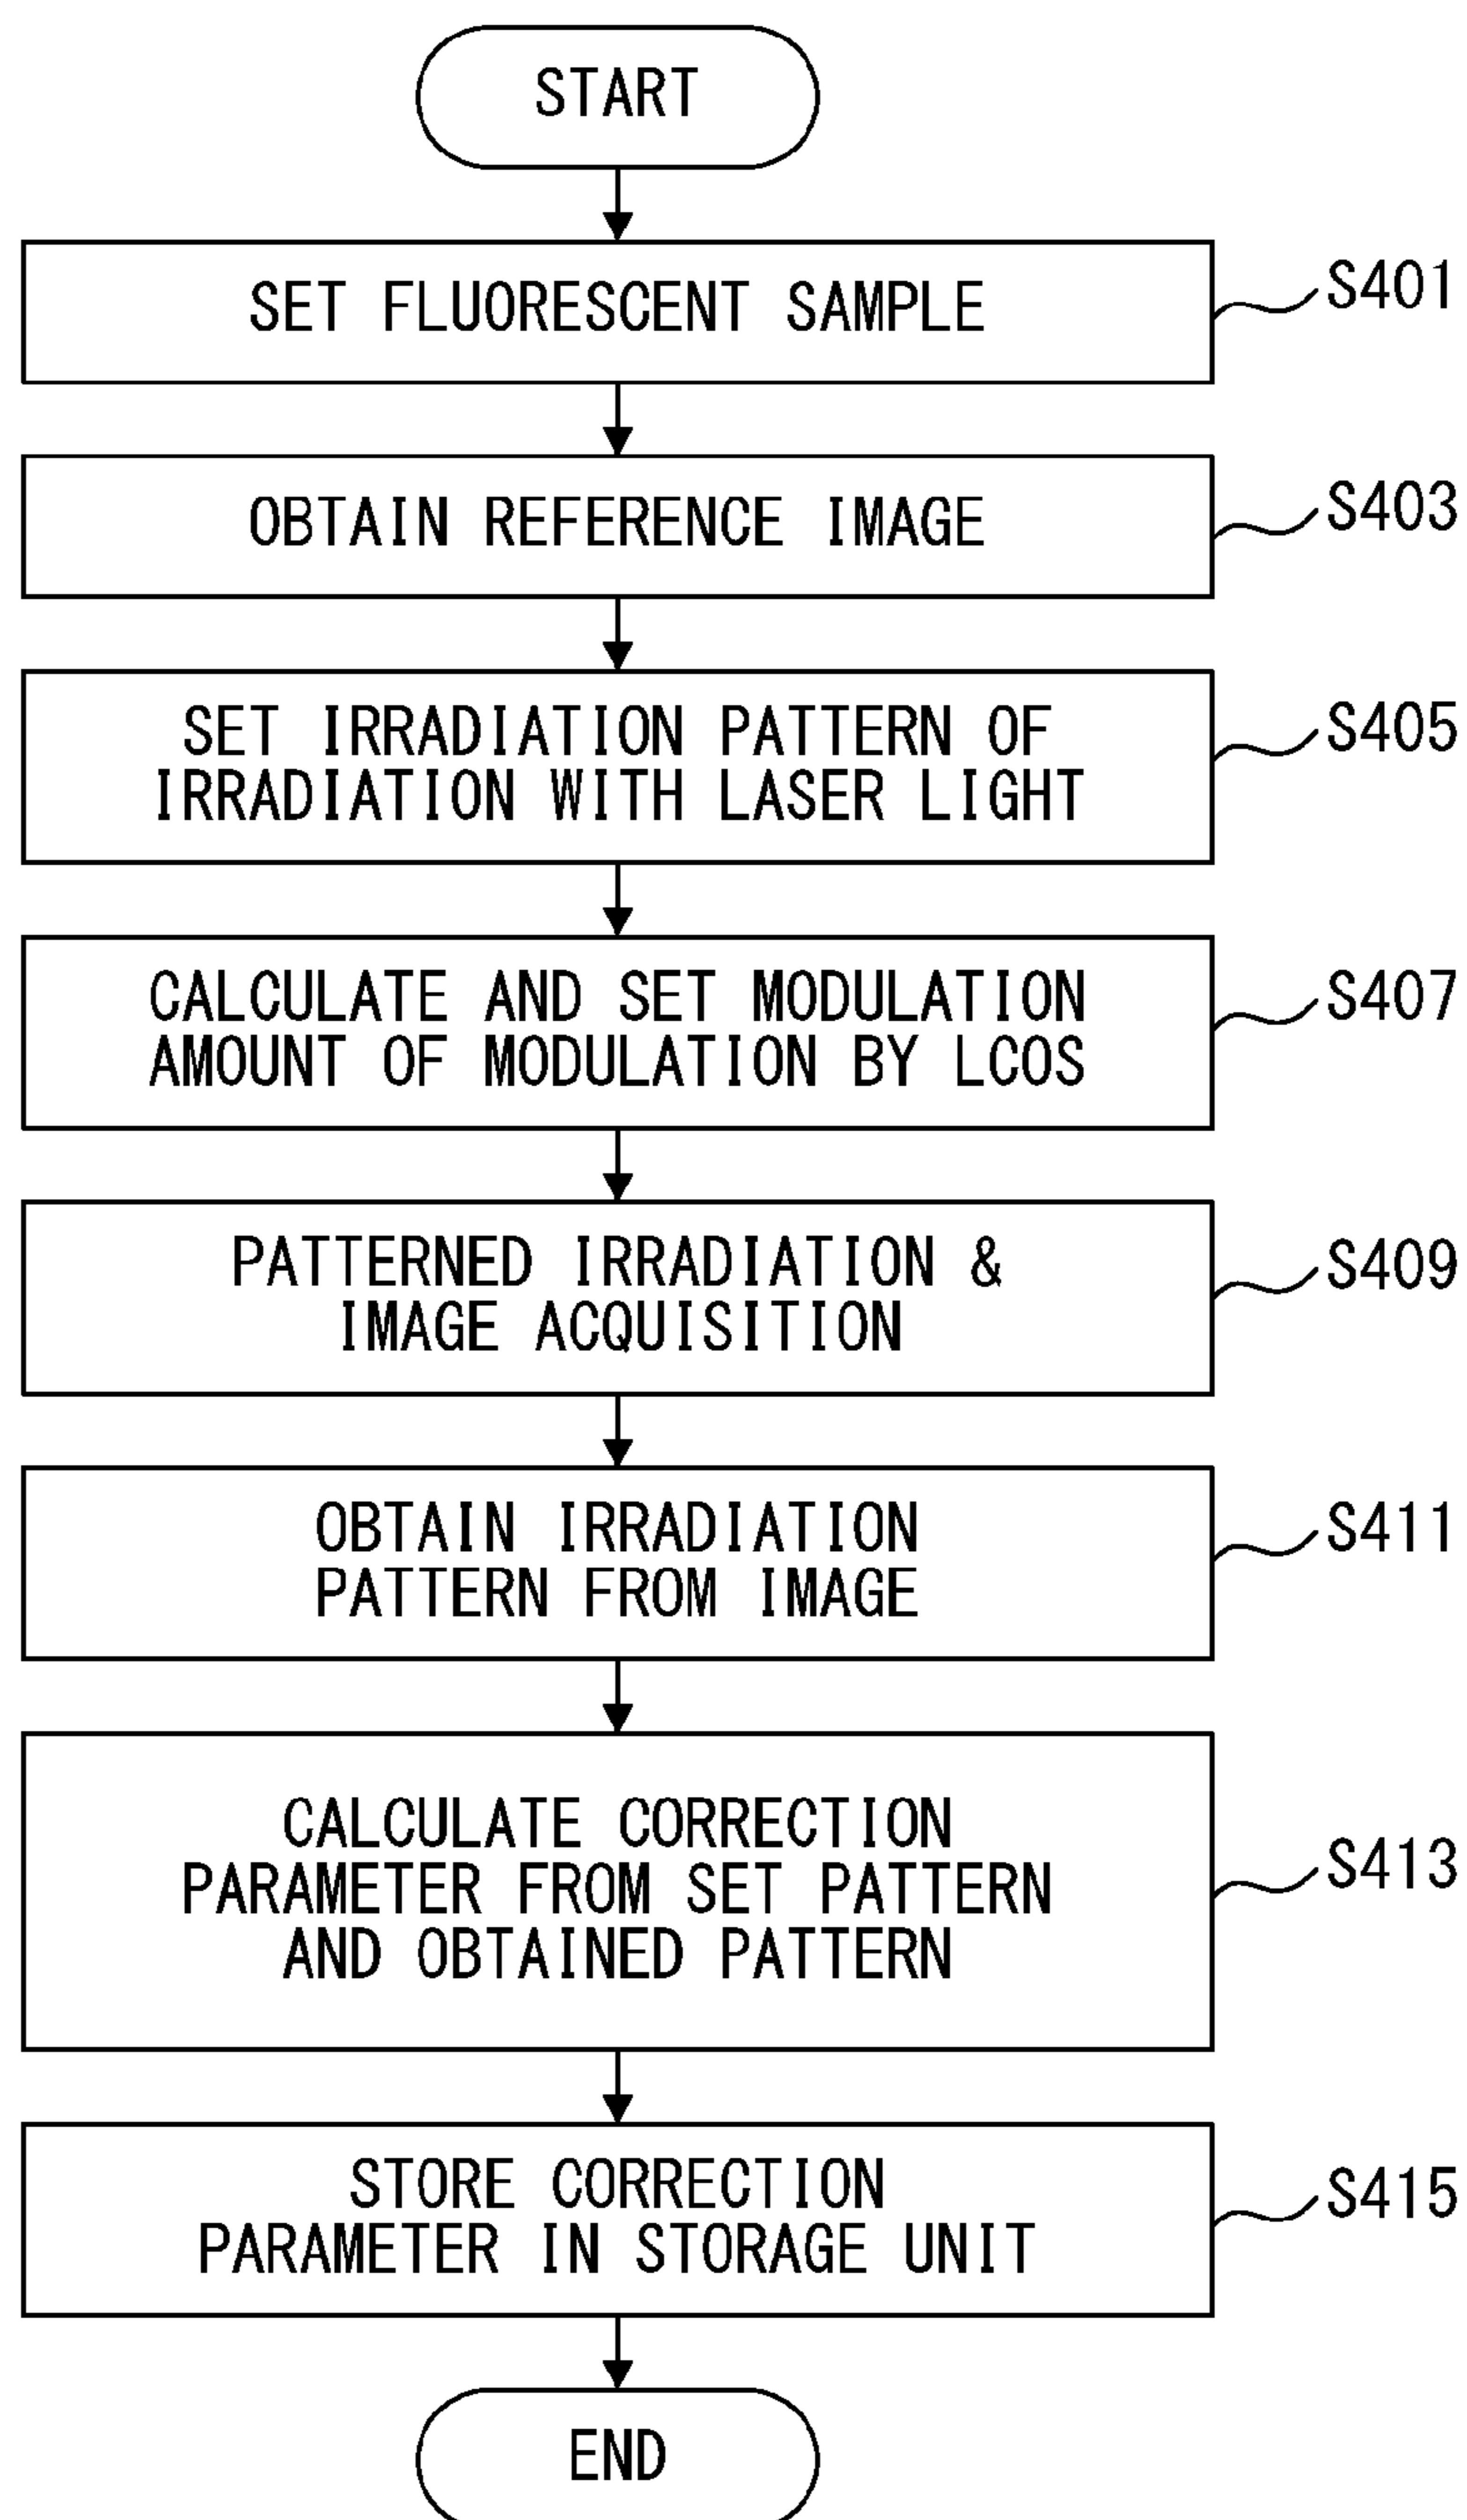 START
SET FLUORESCENT SAMPLE
S401
OBTAIN REFERENCE IMAGE
S403
SET IRRADIATION PATTERN OF
IRRADIATION WITH LASER LIGHT
S405
CALCULATE AND SET MODULATION
AMOUNT OF MODULATION BY LCOS
S407
PATTERNED IRRADIATION &
IMAGE ACQUISITION
S409
OBTAIN IRRADIATION
PATTERN FROM IMAGE
S411
CALCULATE CORRECTION
PARAMETER FROM SET PATTERN
AND OBTAINED PATTERN
S413
STORE CORRECTION
PARAMETER IN STORAGE UNIT
S415
END